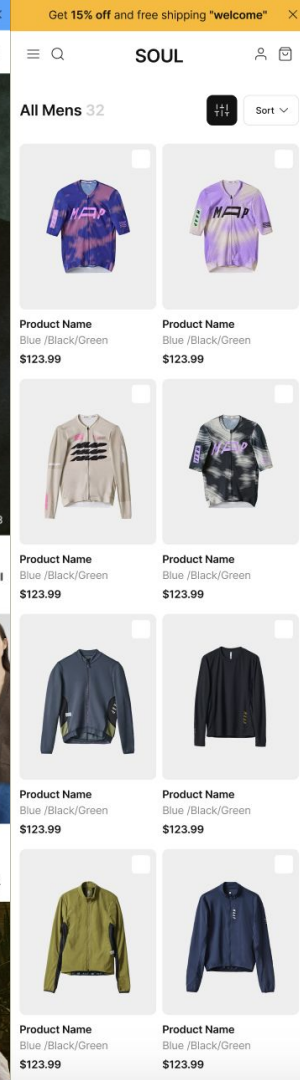 Get 15% off and free shipping "welcome"
SOUL
All Mens 32
Sort
MAAP
MAAP
Product Name
Product Name
Blue /Black/Green
Blue /Black/Green
$123.99
$123.99
MAAP
Product Name
Product Name
Blue /Black/Green
Blue /Black/Green
$123.99
$123.99
Product Name
Product Name
Blue /Black/Green
Blue /Black/Green
$123.99
$123.99
Product Name
Product Name
Blue /Black/Green
Blue /Black/Green
$123.99
$123.99